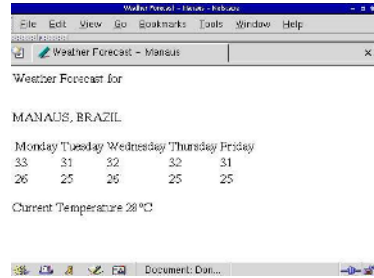 Weather Forecast - Manaus - Netscape
File Edit View Go Bookmarks Tools Window Help
Weather Forecast - Manaus
Weather Forecast for
MANAUS, BRAZIL
Monday Tuesday Wednesday Thursday Friday
33 31 32 32 31
26 25 26 25 25
Current Temperature 28°C
Document: Don...